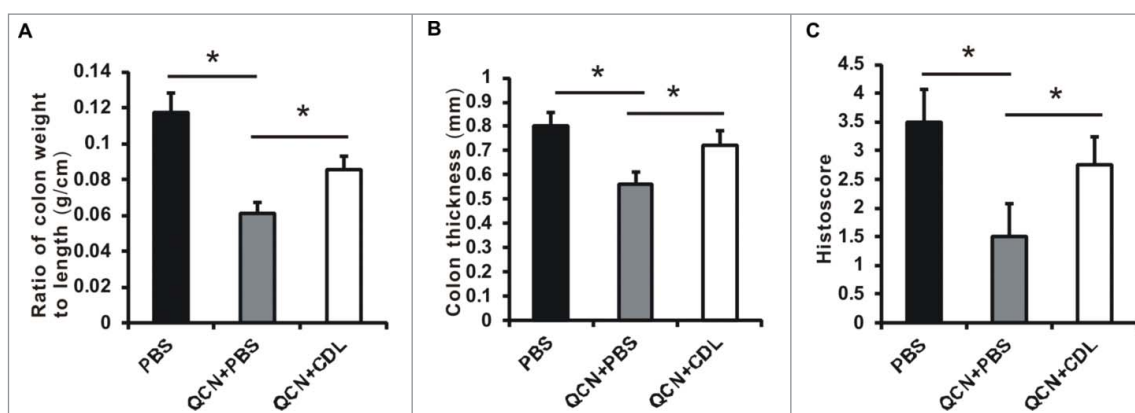 A
*
*
0.14
0.12
0.1
0.08
0.06
0.04
0.02
0
Ratio of colon weight
to length (g/cm)
PBS
QCN+PBS
QCN+CDL
B
*
*
1
0.9
0.8
0.7
0.6
0.5
0.4
0.3
0.2
0.1
0
Colon thickness (mm)
PBS
QCN+PBS
QCN+CDL
C
*
*
4.5
4
3.5
3
2.5
2
1.5
1
0.5
0
Histoscore
PBS
QCN+PBS
QCN+CDL